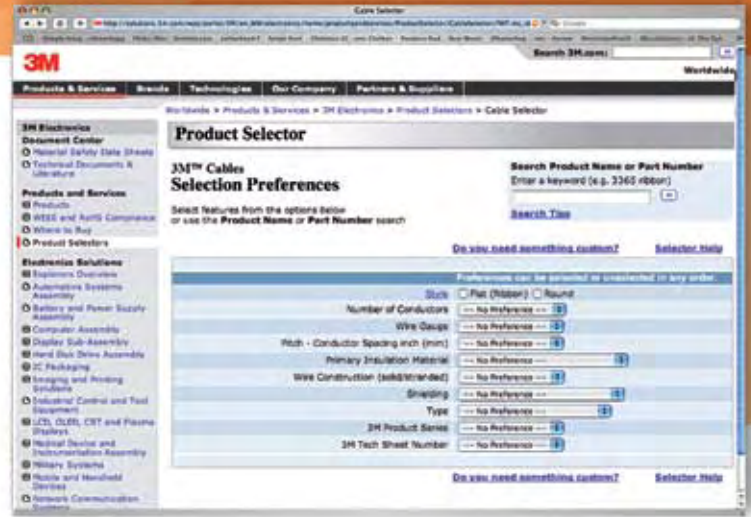 Cable Selector
Search 3M.com:
3M
Worldwide
Products & Services Brands Technologies Our Company Partners & Suppliers
Worldwide > Products & Services > 3M Electronics > Product Selectors > Cable Selector
3M Electronics
Document Center
Material Safety Data Sheets
Technical Documents &
Literature
Products and Services
Products
WEEE and RoHS Compliance
Where to Buy
Product Selectors
Electronics Solutions
Explorers Overview
Automotive Systems
Assembly
Battery and Power Supply
Assembly
Computer Assembly
Display Sub-Assembly
Hard Disk Drive Assembly
IC Packaging
Imaging and Printing
Solutions
Industrial Control and Tool
Equipment
LCD, OLED, CRT and Plasma
Displays
Medical Device and
Instrumentation Assembly
Military Systems
Mobile and Handheld
Devices
Network Communication
Systems
Product Selector
3M™ Cables
Selection Preferences
Select features from the options below
or use the Product Name or Part Number search
Search Product Name or Part Number
Enter a keyword (e.g. 3365 ribbon)
Search Tips
Do you need something custom? Selector Help
Preferences can be selected or unselected in any order.
Style Flat (Ribbon) Round
Number of Conductors -- No Preference --
Wire Gauge -- No Preference --
Pitch - Conductor Spacing inch (mm) -- No Preference --
Primary Insulation Material -- No Preference --
Wire Construction (solid/stranded) -- No Preference --
Shielding -- No Preference --
Type -- No Preference --
3M Product Series -- No Preference --
3M Tech Sheet Number -- No Preference --
Do you need something custom? Selector Help